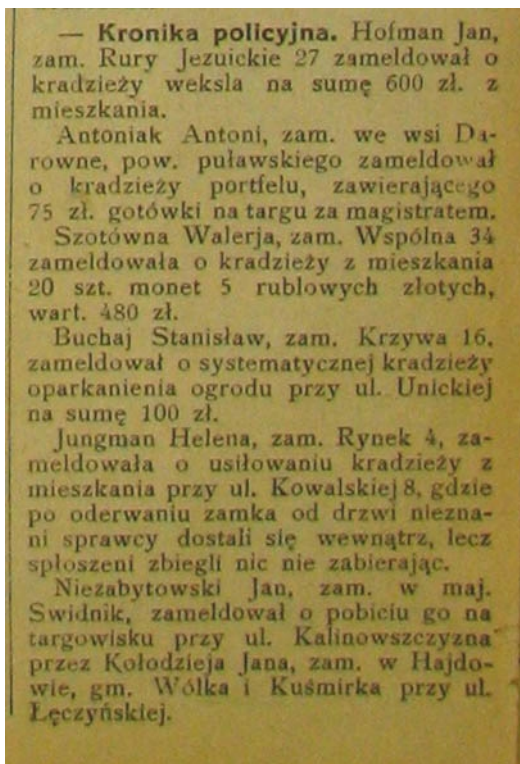 — Kronika policyjna. Hofman Jan,
zam. Rury Jezuickie 27 zameldował o
kradzieży weksla na sumę 600 zł. z
mieszkania.
Antoniak Antoni, zam. we wsi Da-
rowne, pow. puławskiego zameldował
o kradzieży portfelu, zawierającego
75 zł. gotówki na targu za magistratem.
Szotówna Walerja, zam. Wspólna 34
zameldowała o kradzieży z mieszkania
20 szt. monet 5 rublowych złotych,
wart. 480 zł.
Buchaj Stanisław, zam. Krzywa 16,
zameldował o systematycznej kradzieży
oparkanienia ogrodu przy ul. Unickiej
na sumę 100 zł.
Jungman Helena, zam. Rynek 4, za-
meldowała o usiłowaniu kradzieży z
mieszkania przy ul. Kowalskiej 8, gdzie
po oderwaniu zamka od drzwi niezna-
ni sprawcy dostali się wewnątrz, lecz
spłoszeni zbiegli nic nie zabierając.
Niezabytowski Jan, zam. w maj.
Swidnik, zameldował o pobiciu go na
targowisku przy ul. Kalinowszczyzna
przez Kołodzieja Jana, zam. w Hajdo-
wie, gm. Wólka i Kuśmirka przy ul.
Łęczyńskiej.